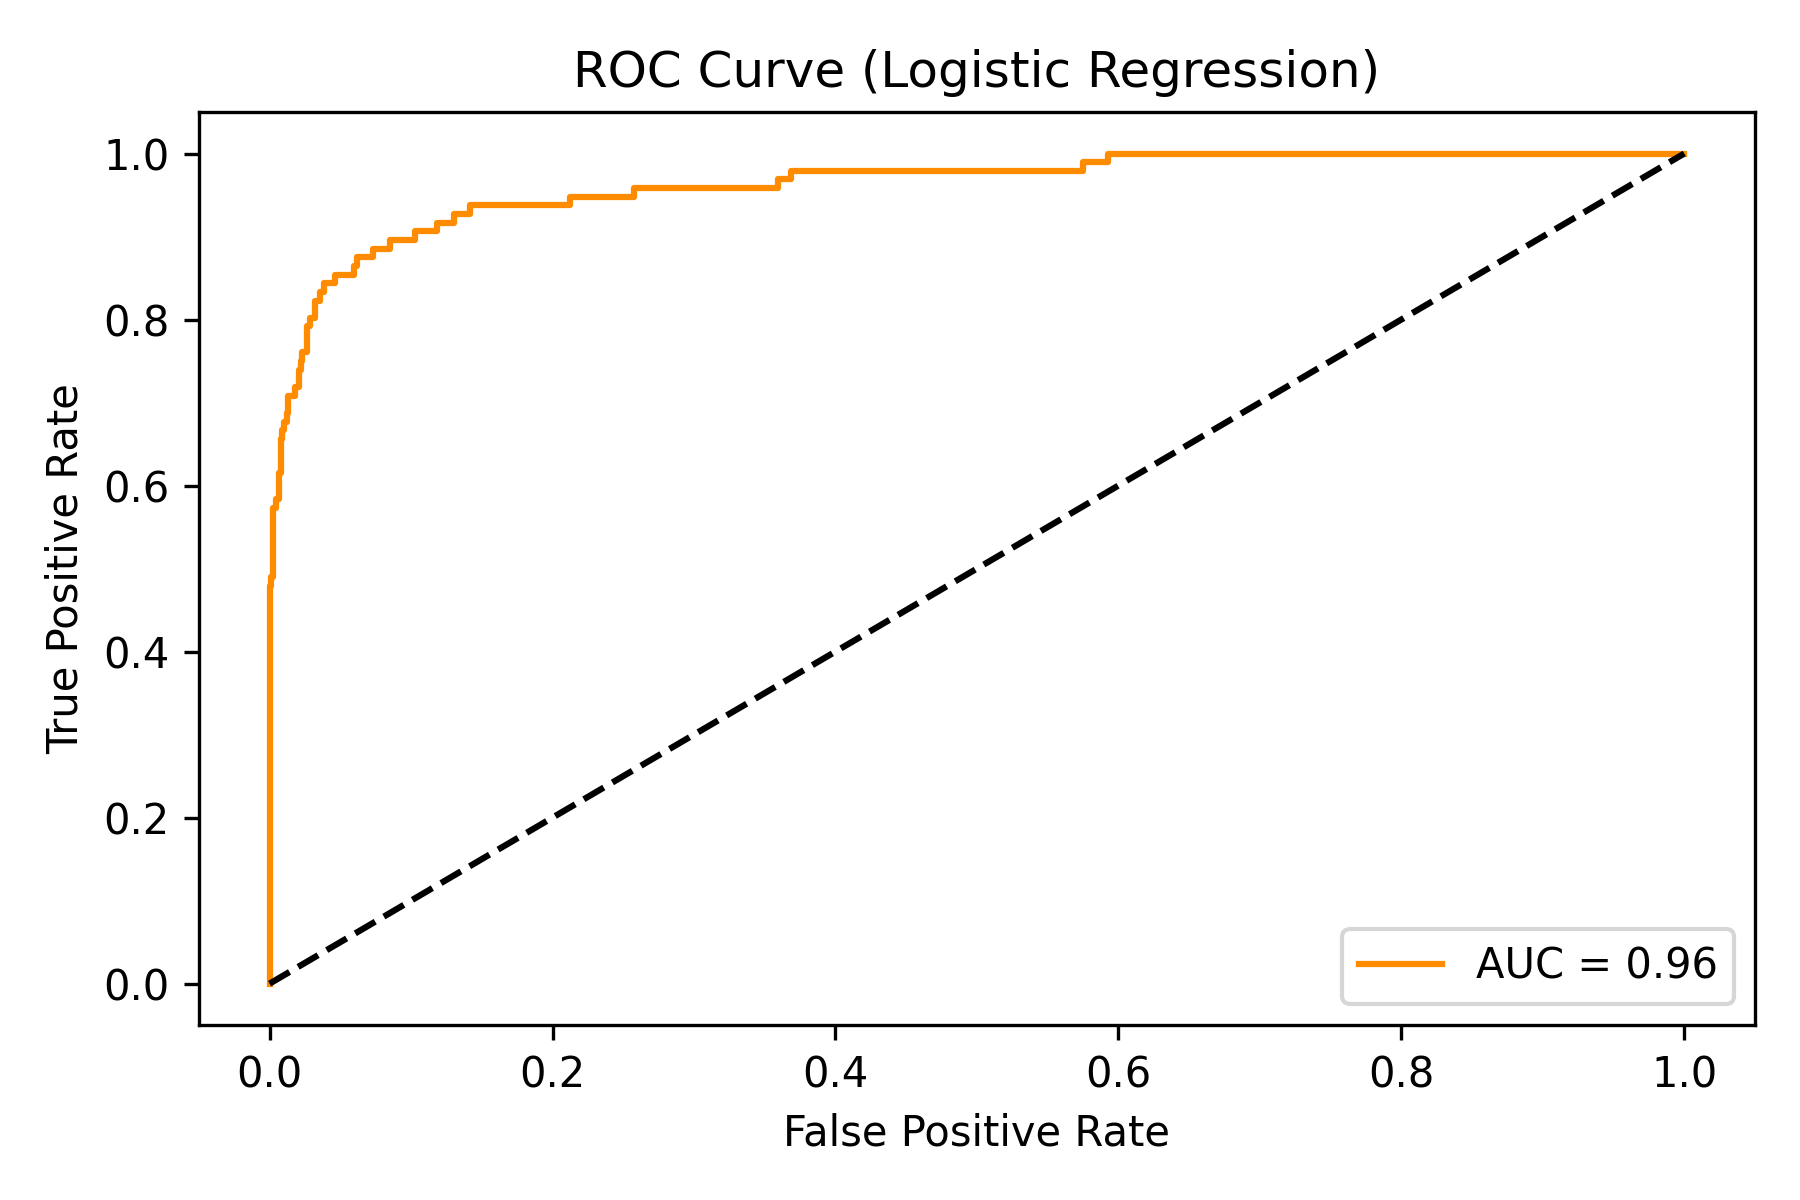 ROC Curve (Logistic Regression)
True Positive Rate
1.0
0.8
0.6
0.4
0.2
0.0
AUC = 0.96
0.0 0.2 0.4 0.6 0.8 1.0
False Positive Rate